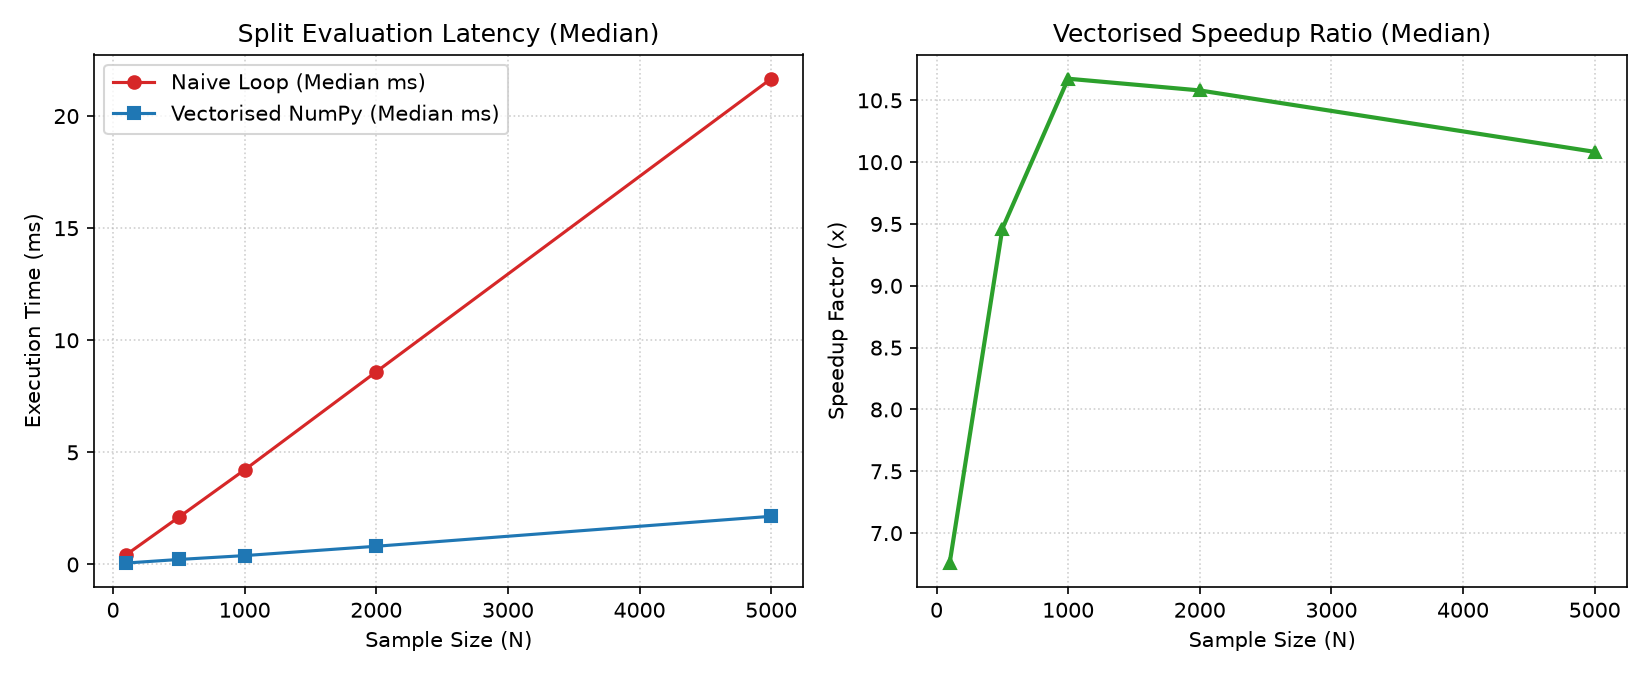 Split Evaluation Latency (Median)
Naive Loop (Median ms)
Vectorised NumPy (Median ms)
20
15
10
5
0
Execution Time (ms)
0 1000 2000 3000 4000 5000
Sample Size (N)
Vectorised Speedup Ratio (Median)
10.5
10.0
9.5
9.0
8.5
8.0
7.5
7.0
Speedup Factor (x)
0 1000 2000 3000 4000 5000
Sample Size (N)